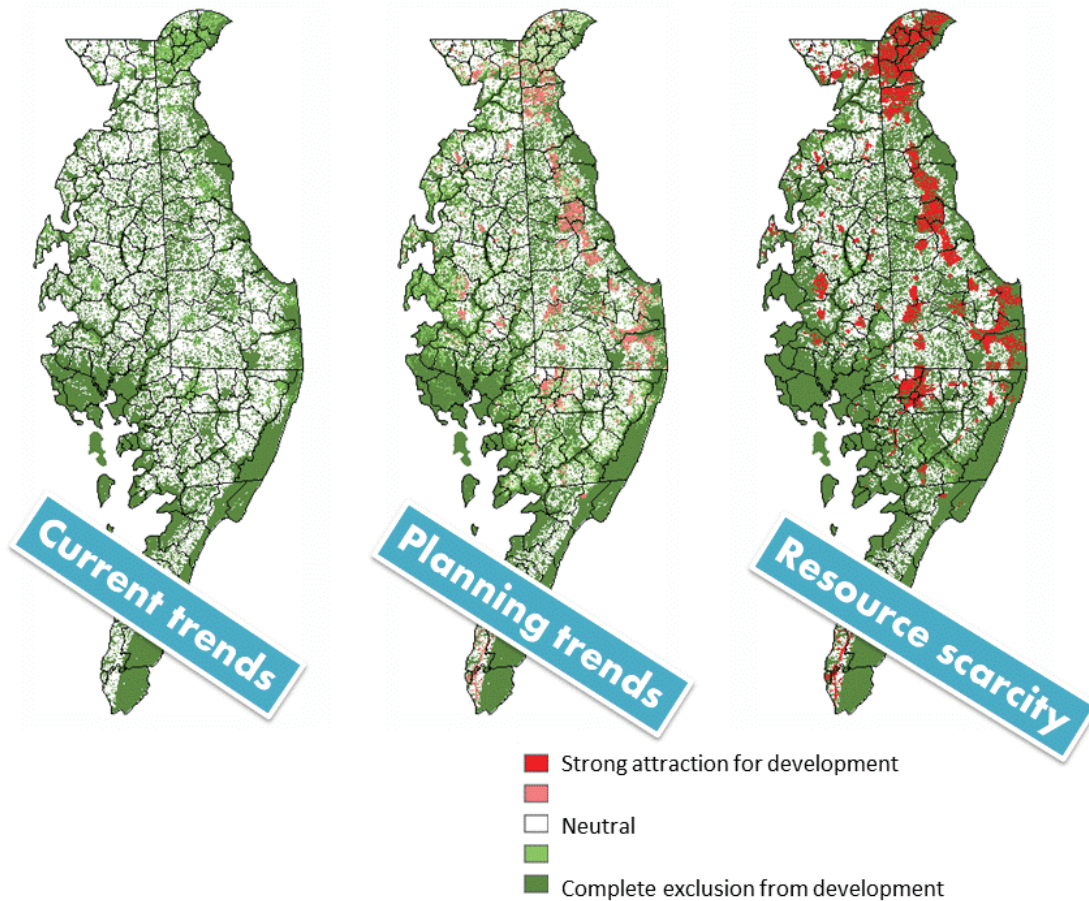 Current trends
Planning trends
Resource scarcity
Strong attraction for development
Neutral
Complete exclusion from development